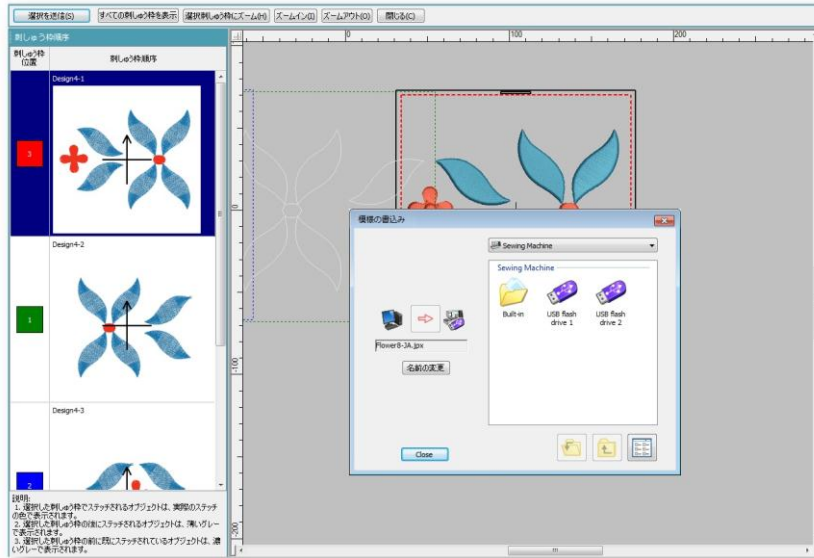 選択を送信(S)
すべての刺しゅう枠を表示
選択刺しゅう枠にズーム(H)
ズームイン(I)
ズームアウト(O)
閉じる(C)
刺しゅう枠順序
刺しゅう枠
位置
刺しゅう枠順序
Design4-1
3
Design4-2
1
Design4-3
2
説明:
1. 選択した刺しゅう枠でステッチされるオブジェクトは、実際のステッチ
の色で表示されます。
2. 選択した刺しゅう枠の後にステッチされるオブジェクトは、薄いグレー
で表示されます。
3. 選択した刺しゅう枠の前に既にステッチされているオブジェクトは、濃
いグレーで表示されます。
0
100
200
0
-100
-200
模様の書込み
Sewing Machine
Sewing Machine
Built-in
USB flash
drive 1
USB flash
drive 2
Flower8-JA.jpx
名前の変更
Close